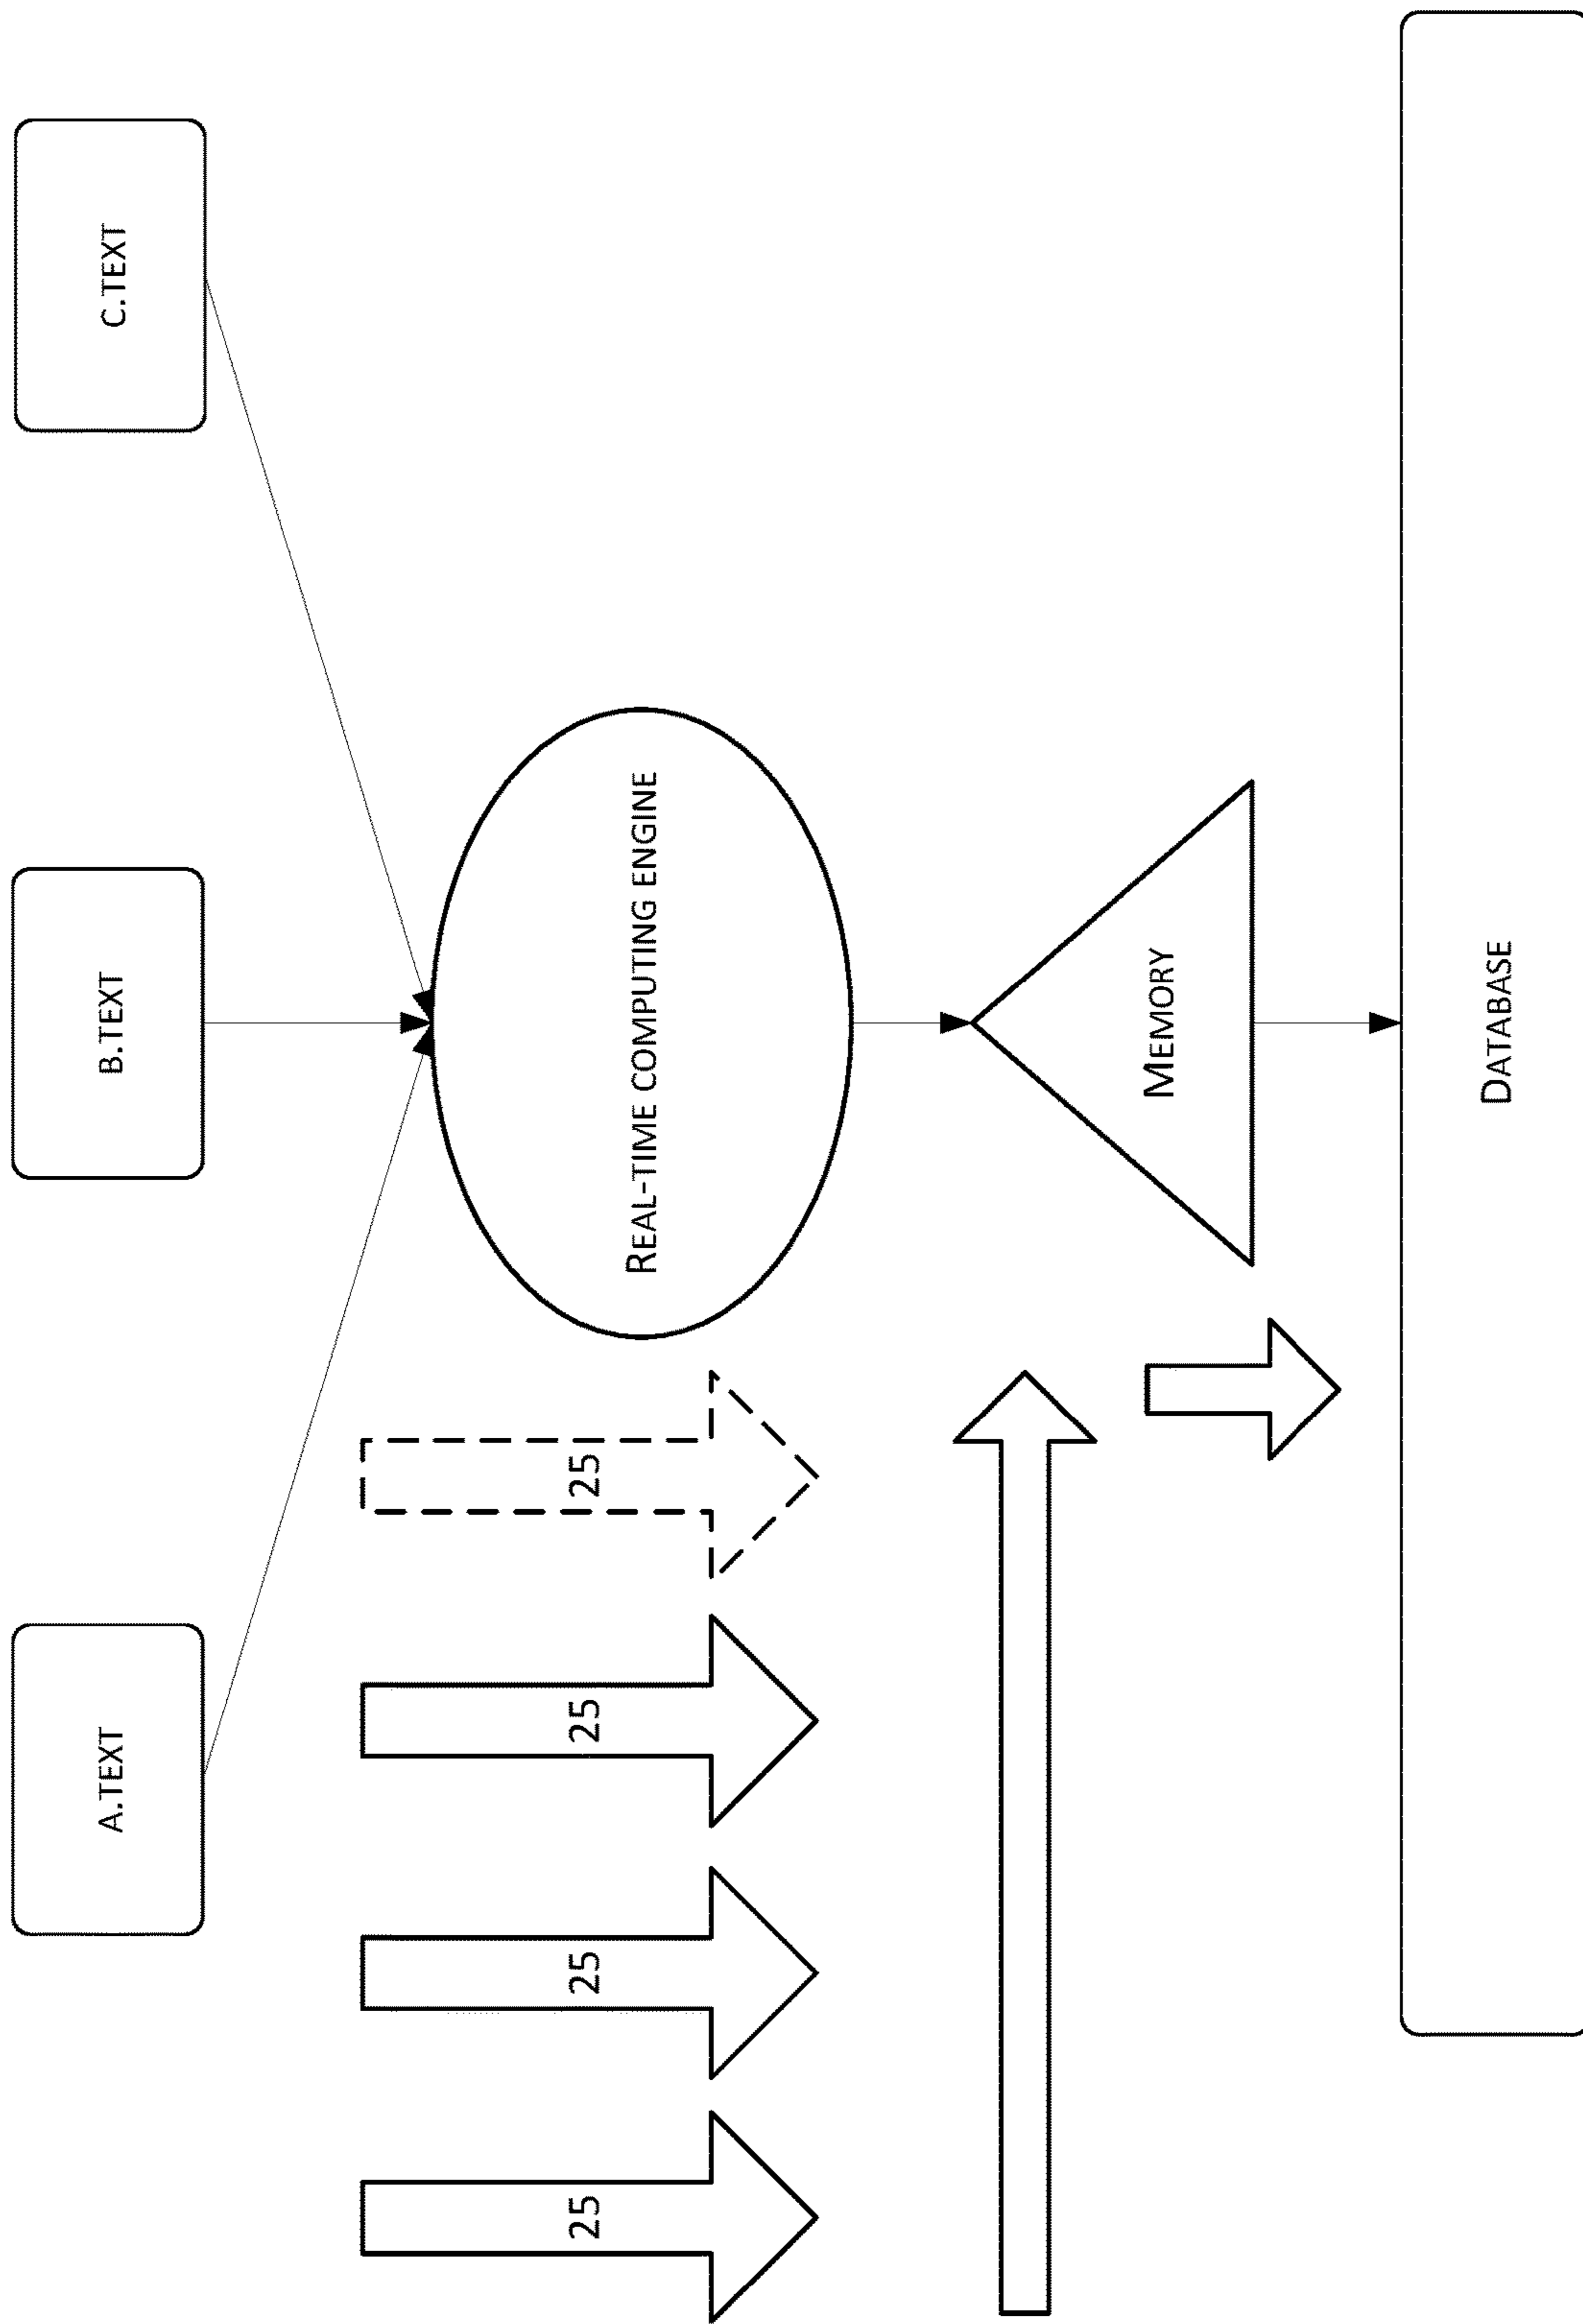 A.TEXT
B.TEXT
C.TEXT
25
25
25
25
REAL-TIME COMPUTING ENGINE
MEMORY
DATABASE